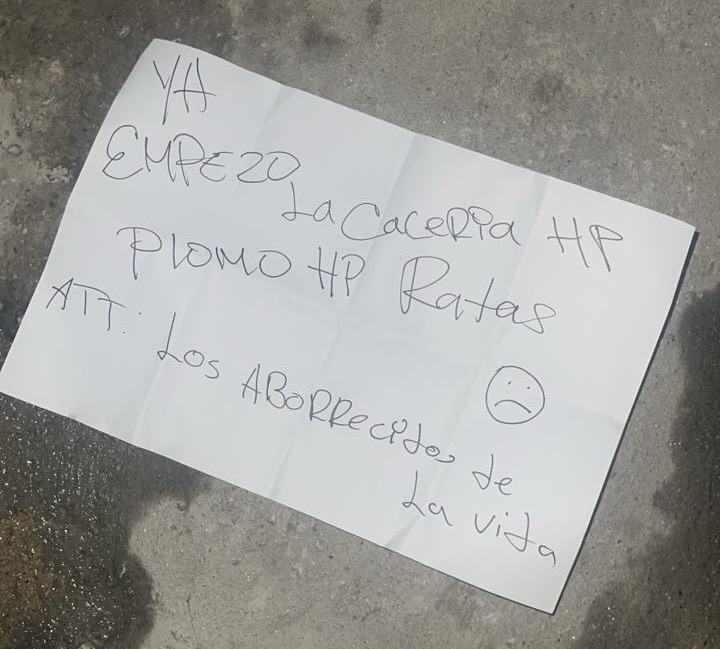 YA
EMPEZO La CaceRia HP
PLOMO HP Ratas
ATT: Los ABORRecidos de
La vida